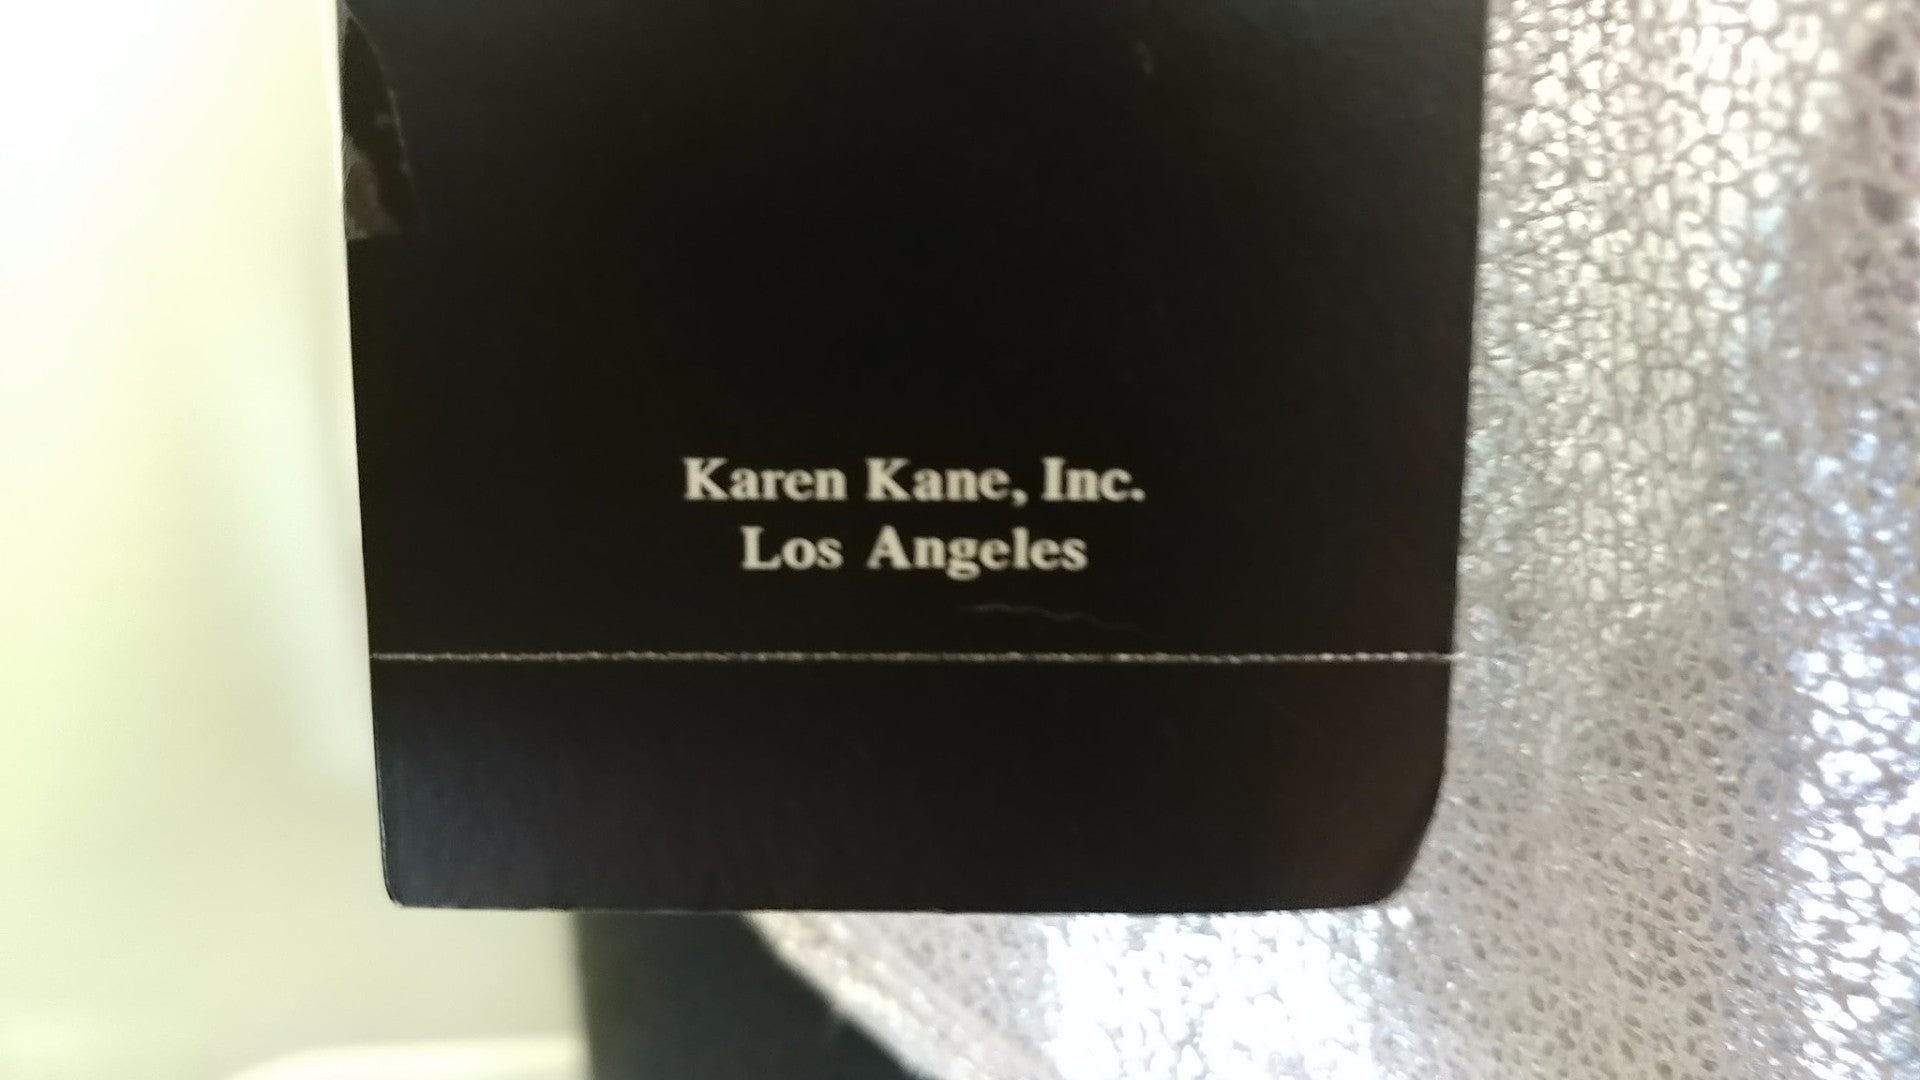 Karen Kane, Inc.
Los Angeles